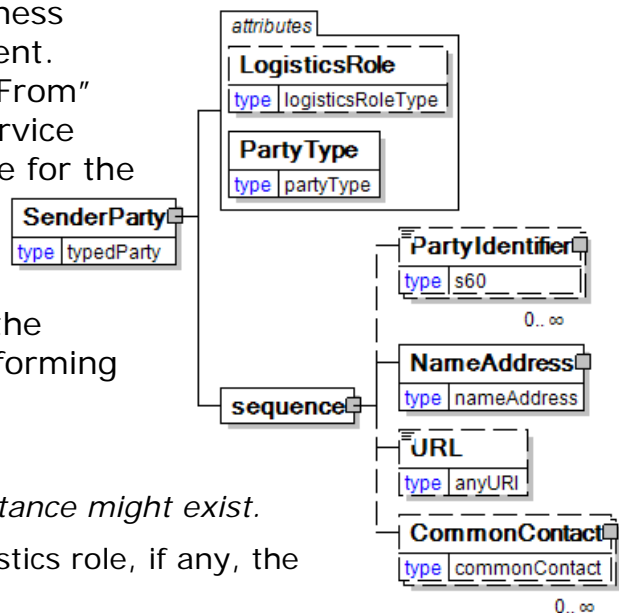 ness
ent.
From"
rvice
e for the
the
forming
tance might exist.
stics role, if any, the
attributes
LogisticsRole
type logisticsRoleType
PartyType
type partyType
SenderParty
type typedParty
sequence
PartyIdentifier
type s60
0.. ∞
NameAddress
type nameAddress
URL
type anyURI
CommonContact
type commonContact
0.. ∞